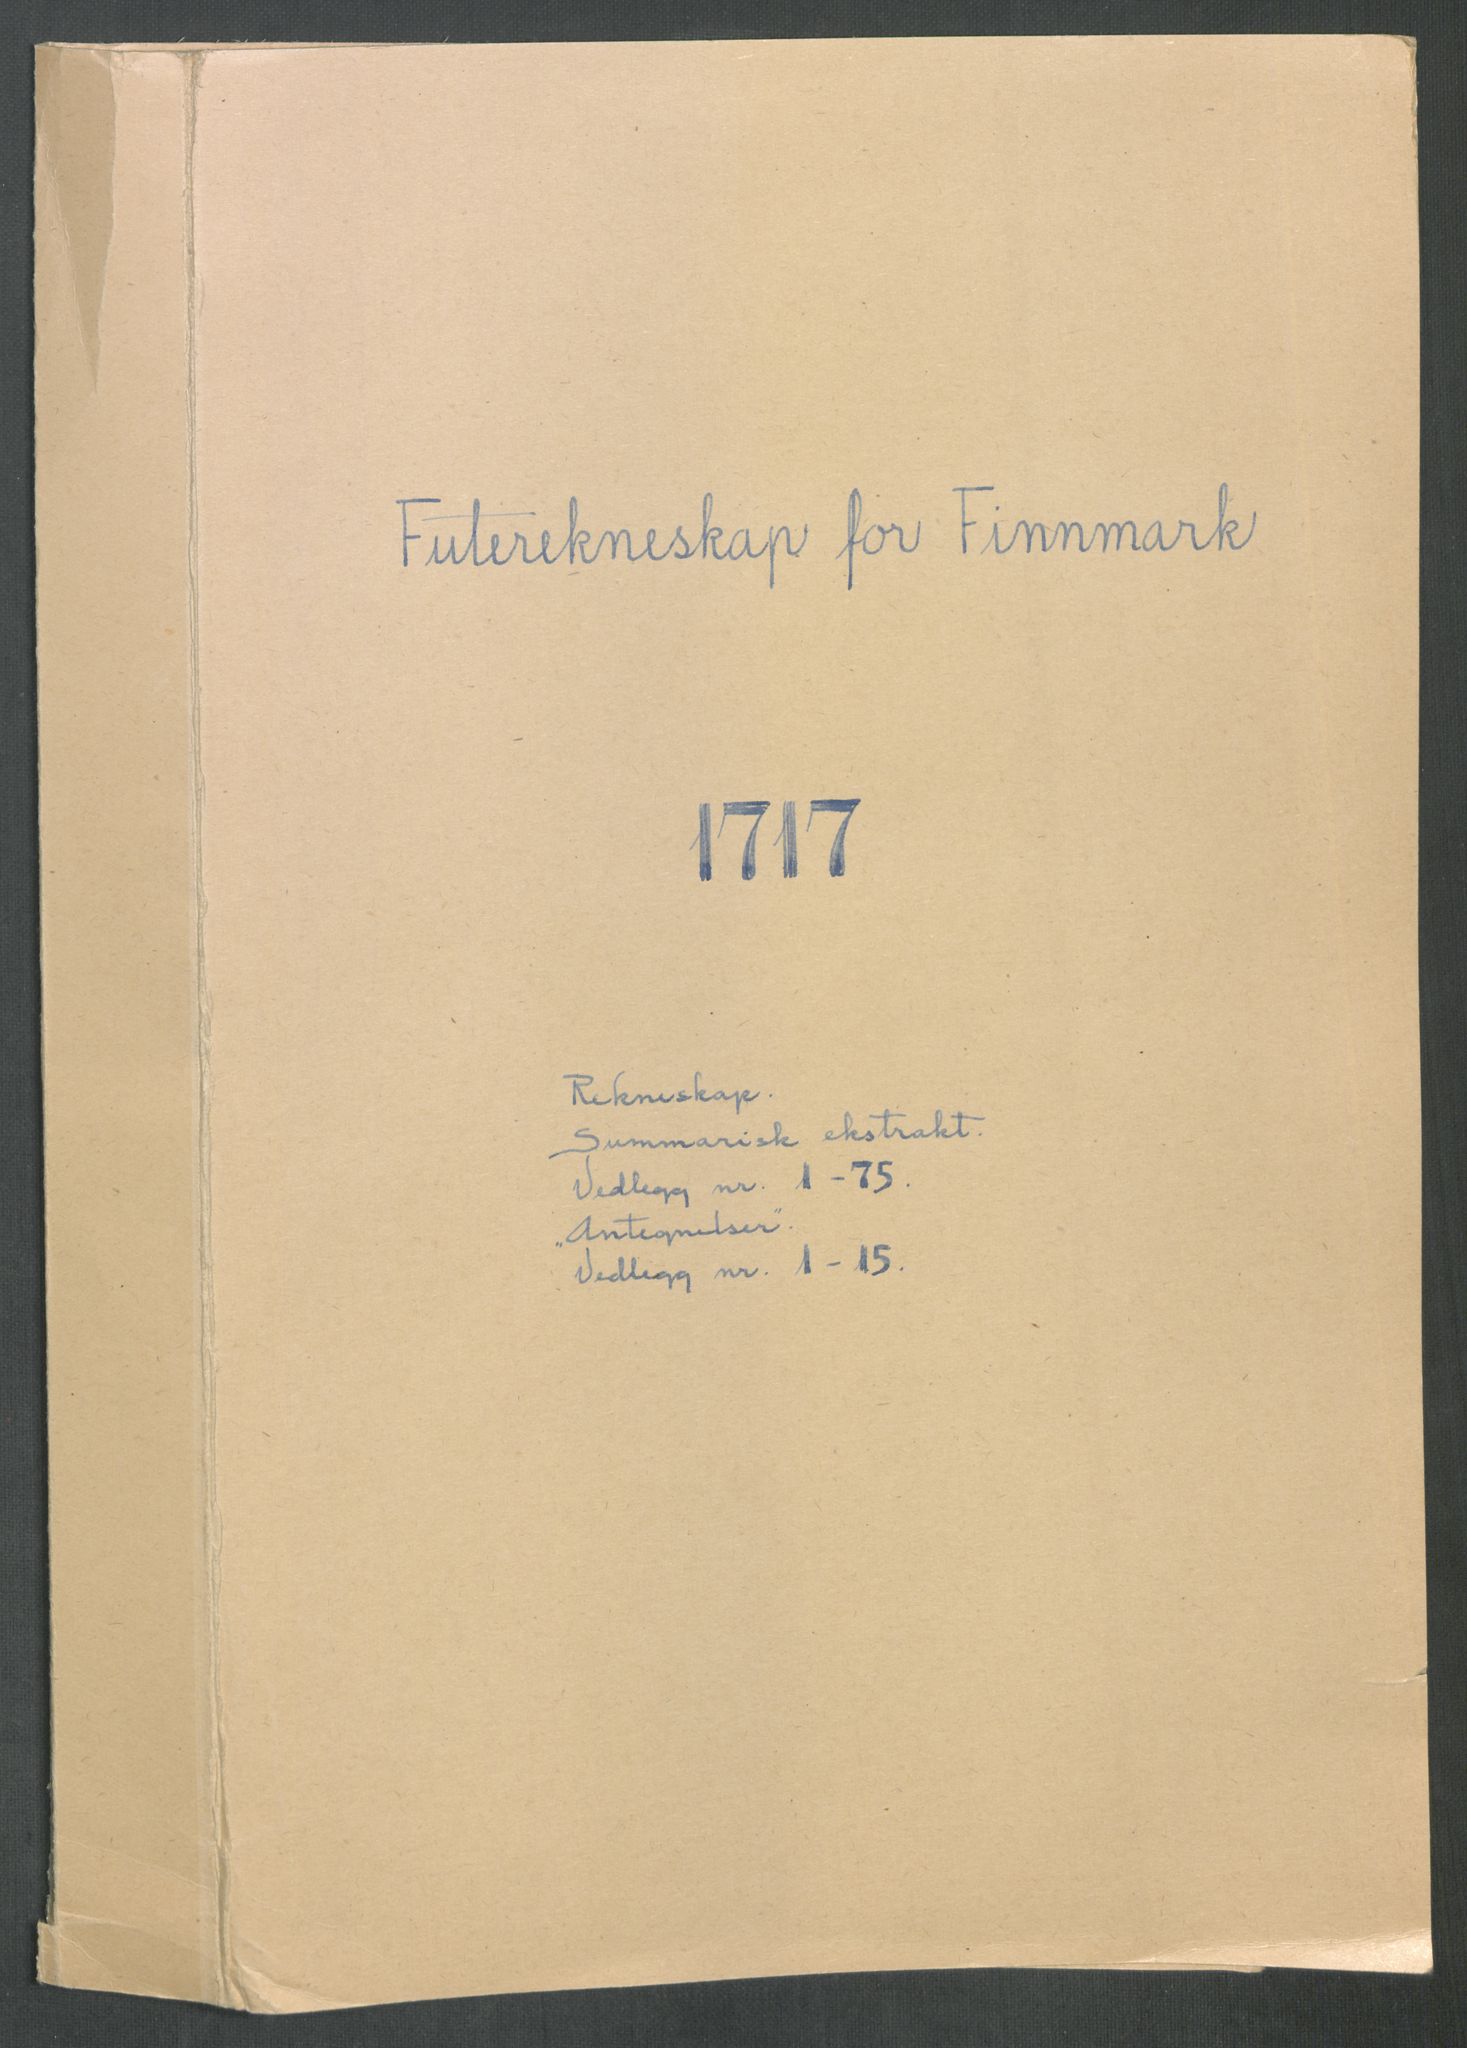 Futerekneskap for Finnmark
1717
Rekneskap.
Summarisk ekstrakt.
Vedlegg nr. 1 - 75.
„Antegnelser".
Vedlegg nr. 1 - 15.